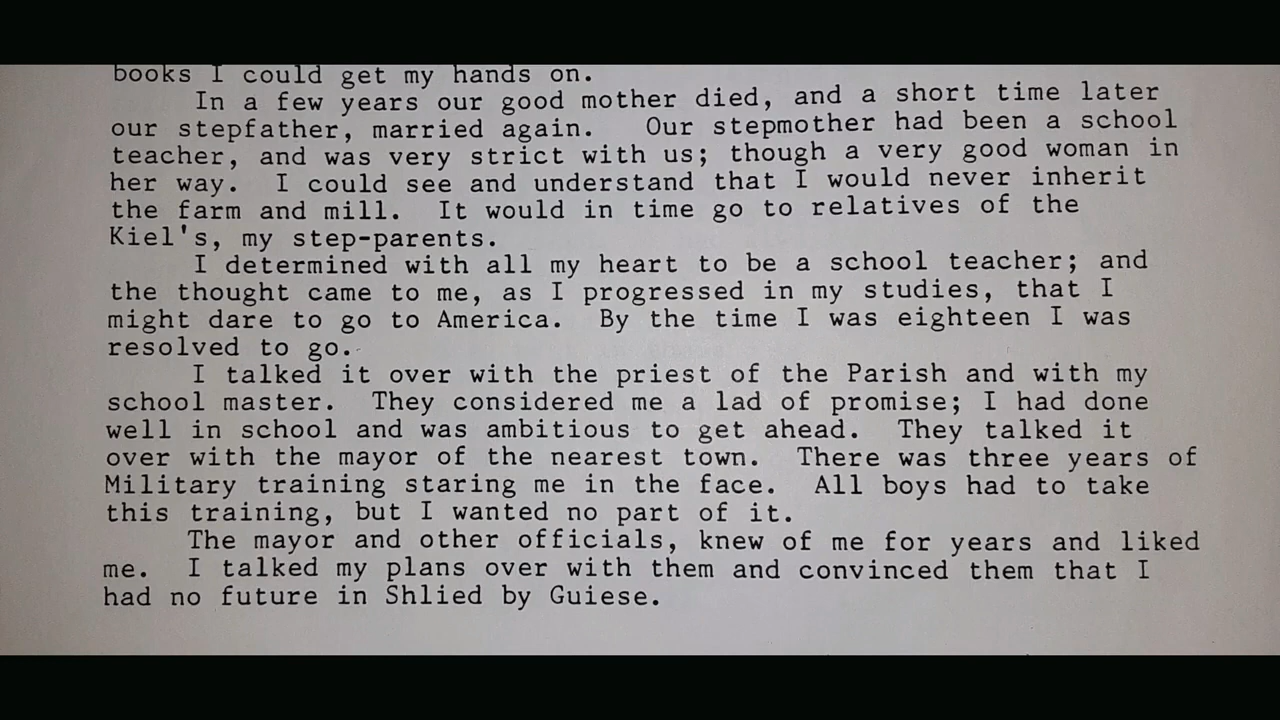 books I could get my hands on.
In a few years our good mother died, and a short time later
our stepfather, married again. Our stepmother had been a school
teacher, and was very strict with us; though a very good woman in
her way. I could see and understand that I would never inherit
the farm and mill. It would in time go to relatives of the
Kiel's, my step-parents.
I determined with all my heart to be a school teacher; and
the thought came to me, as I progressed in my studies, that I
might dare to go to America. By the time I was eighteen I was
resolved to go.
I talked it over with the priest of the Parish and with my
school master. They considered me a lad of promise; I had done
well in school and was ambitious to get ahead. They talked it
over with the mayor of the nearest town. There was three years of
Military training staring me in the face. All boys had to take
this training, but I wanted no part of it.
The mayor and other officials, knew of me for years and liked
me. I talked my plans over with them and convinced them that I
had no future in Shlied by Guiese.